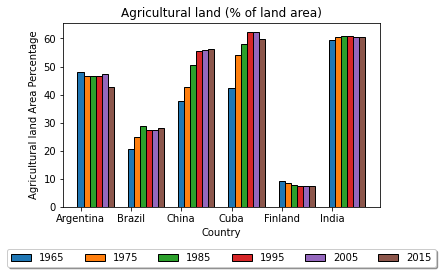 Agricultural land (% of land area)
Agricultural land Area Percentage
60
50
40
30
20
10
0
Argentina Brazil China Cuba Finland India
Country
1965 1975 1985 1995 2005 2015